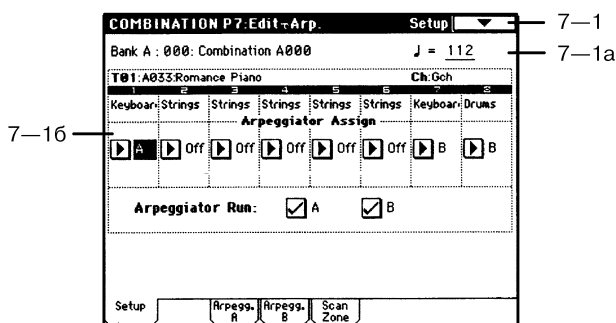 COMBINATION P7:Edit-Arp. Setup
7—1
Bank A : 000: Combination A000 ♩ = 112
7—1a
T01:A033:Romance Piano Ch:Gch
1 2 3 4 5 6 7 8
Keyboar Strings Strings Strings Strings Strings Keyboar Drums
Arpeggiator Assign
7—1б
A Off Off Off Off Off B B
Arpeggiator Run: A B
Setup Arpegg. A Arpegg. B Scan Zone